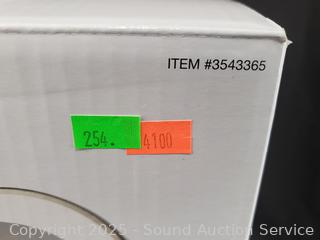 ITEM #3543365
254. 4100
Copyright 2025 - Sound Auction Service